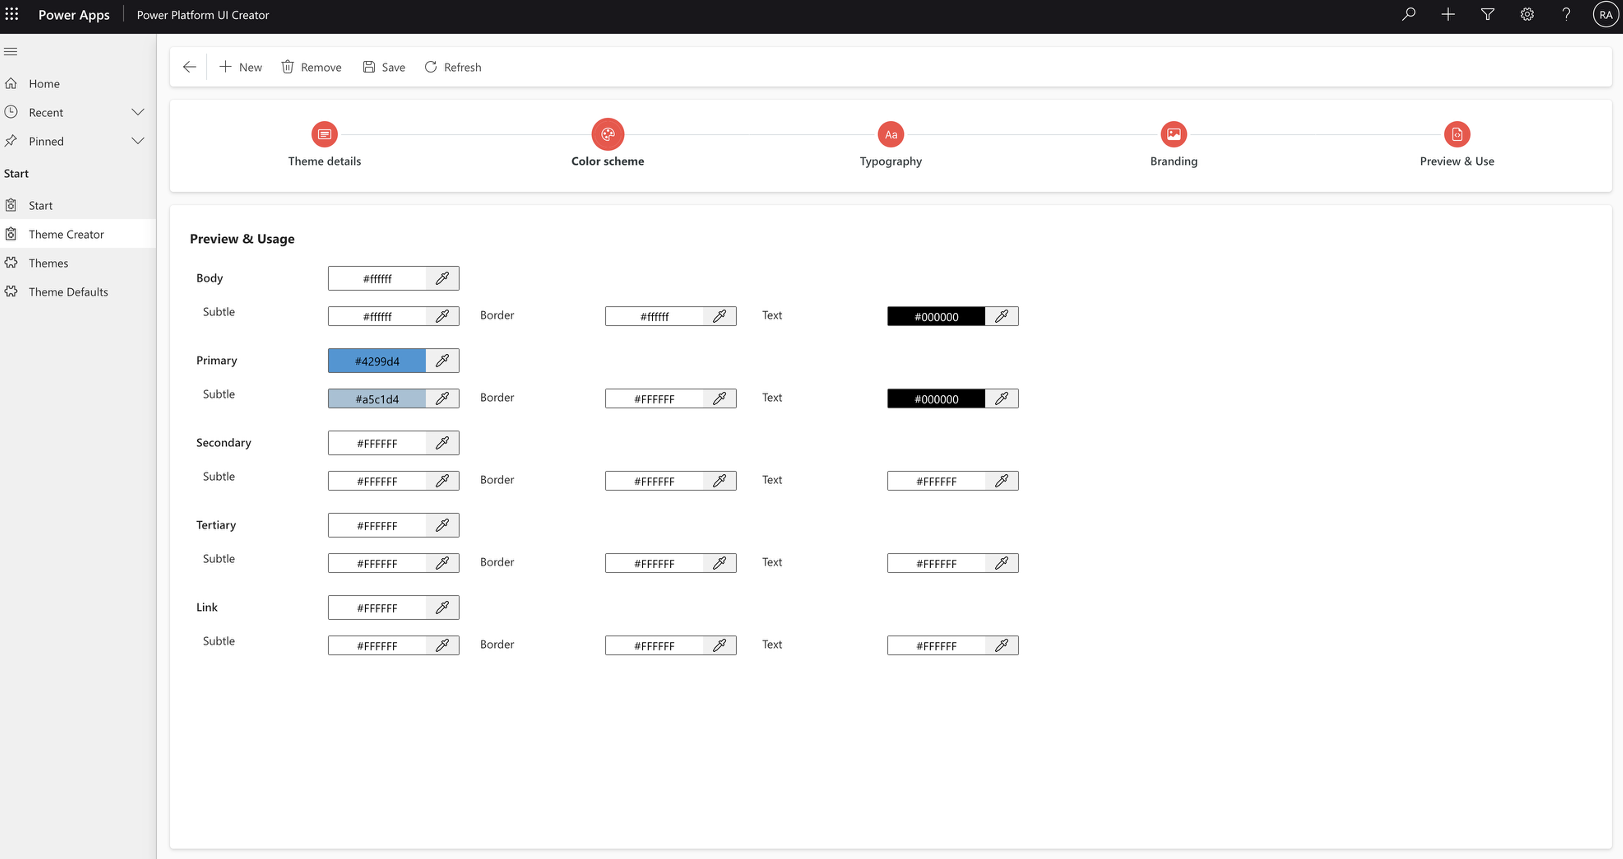 Power Apps Power Platform UI Creator RA
New Remove Save Refresh
Home
Recent
Pinned
Start
Start
Theme Creator
Themes
Theme Defaults
Aa
Theme details Color scheme Typography Branding Preview & Use
Preview & Usage
Body #ffffff
Subtle #ffffff Border #ffffff Text #000000
Primary #4299d4
Subtle #a5c1d4 Border #FFFFFF Text #000000
Secondary #FFFFFF
Subtle #FFFFFF Border #FFFFFF Text #FFFFFF
Tertiary #FFFFFF
Subtle #FFFFFF Border #FFFFFF Text #FFFFFF
Link #FFFFFF
Subtle #FFFFFF Border #FFFFFF Text #FFFFFF